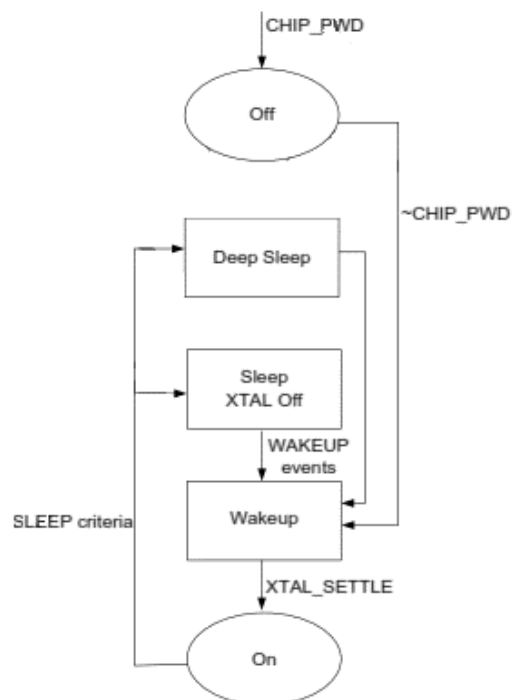 CHIP_PWD
Off
~CHIP_PWD
Deep Sleep
Sleep
XTAL Off
WAKEUP
events
Wakeup
SLEEP criteria
XTAL_SETTLE
On